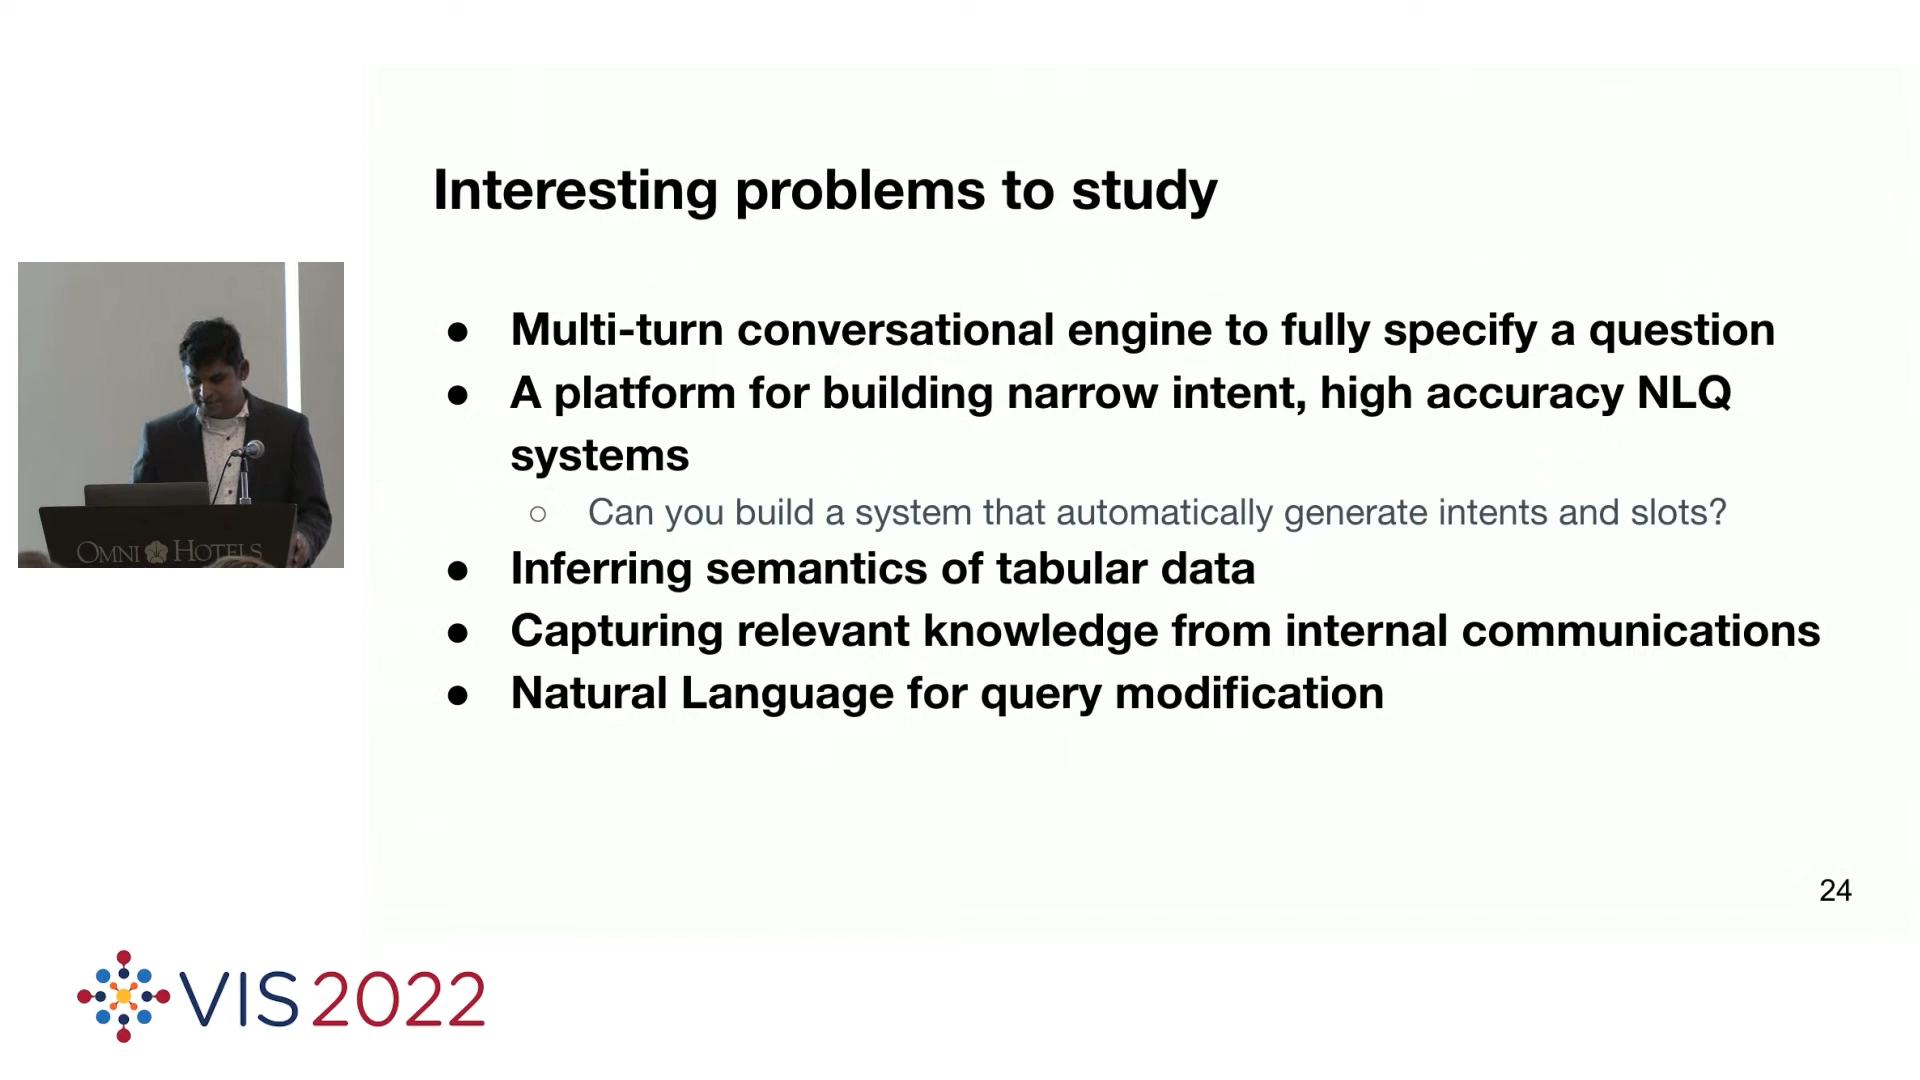 Interesting problems to study
● Multi-turn conversational engine to fully specify a question
● A platform for building narrow intent, high accuracy NLQ
systems
○ Can you build a system that automatically generate intents and slots?
● Inferring semantics of tabular data
● Capturing relevant knowledge from internal communications
● Natural Language for query modification
OMNI HOTELS
24
VIS2022